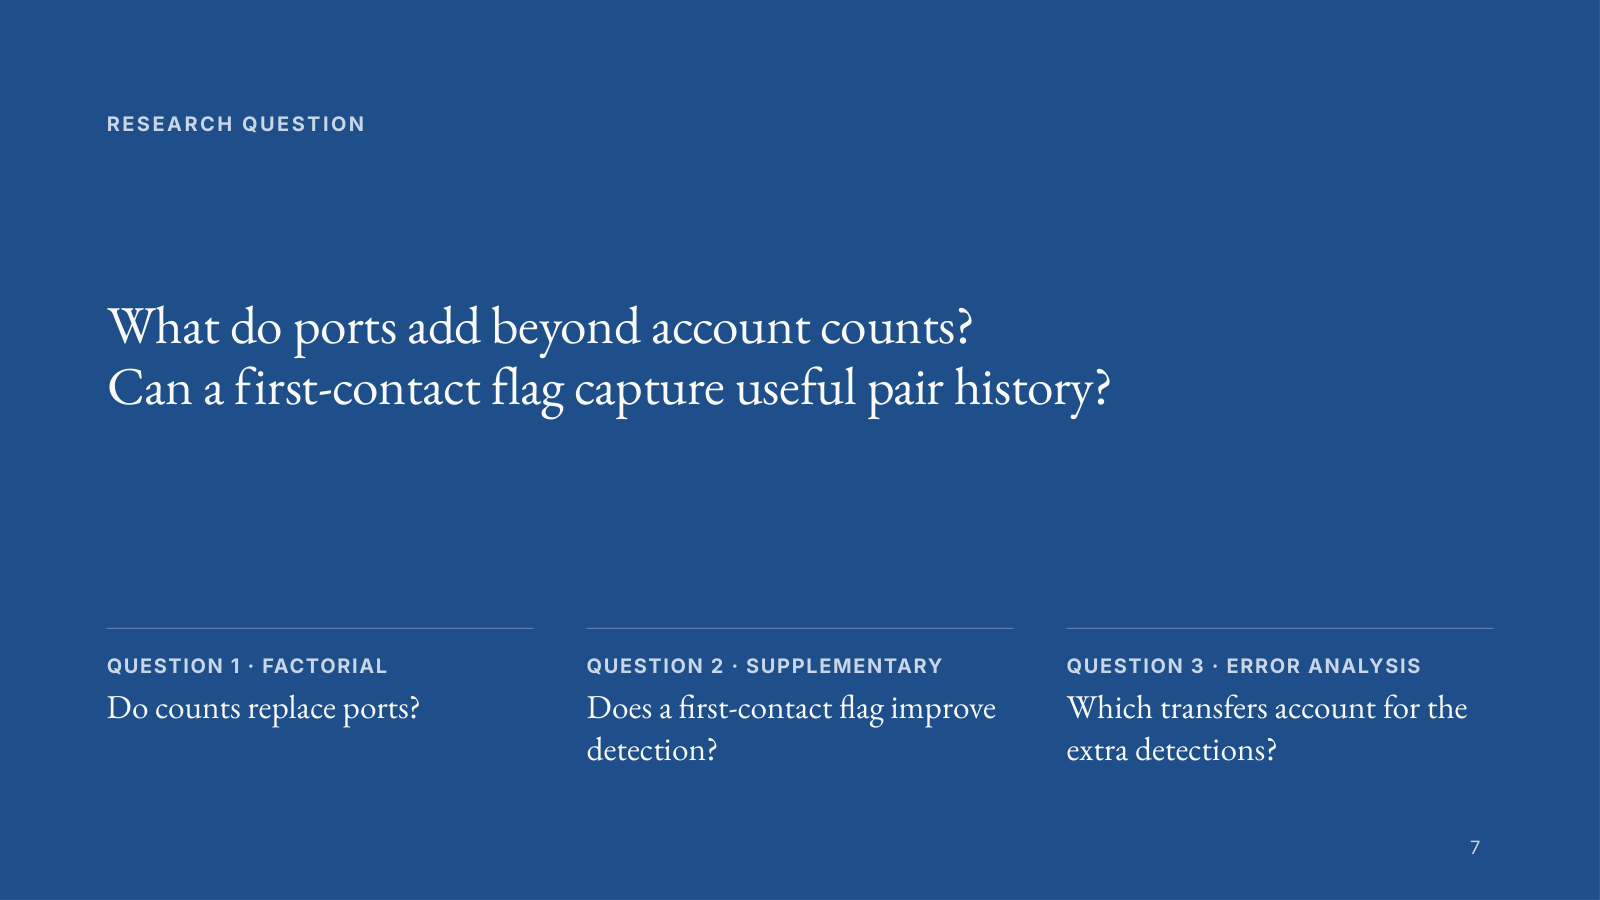 RESEARCH QUESTION
What do ports add beyond account counts?
Can a first-contact flag capture useful pair history?
QUESTION 1 · FACTORIAL
Do counts replace ports?
QUESTION 2 · SUPPLEMENTARY
Does a first-contact flag improve
detection?
QUESTION 3 · ERROR ANALYSIS
Which transfers account for the
extra detections?
7